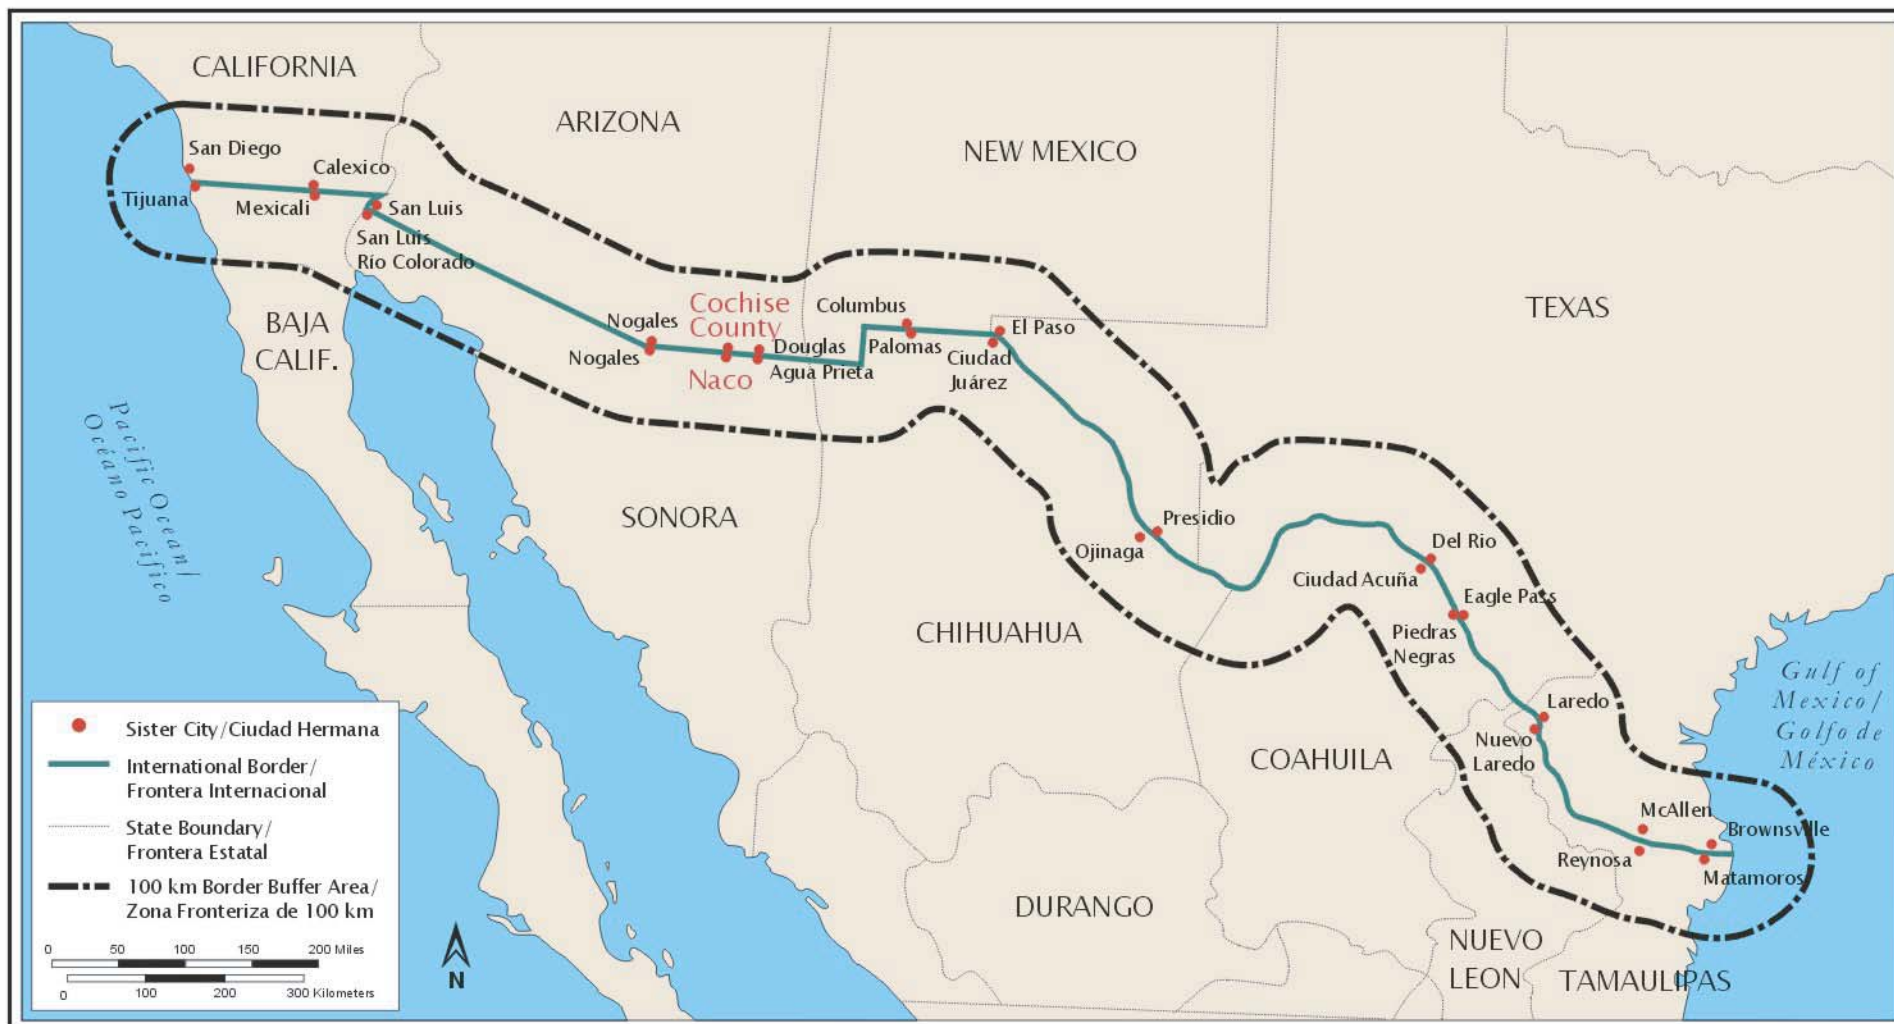 CALIFORNIA
ARIZONA
NEW MEXICO
TEXAS
San Diego
Tijuana
Calexico
Mexicali
San Luis
San Luis
Río Colorado
BAJA
CALIF.
Nogales
Nogales
Cochise
County
Naco
Douglas
Agua Prieta
Columbus
Palomas
El Paso
Ciudad
Juárez
Pacific Ocean/
Océano Pacifico
SONORA
CHIHUAHUA
Presidio
Ojinaga
Del Rio
Ciudad Acuña
Eagle Pass
Piedras
Negras
Laredo
Nuevo
Laredo
COAHUILA
McAllen
Reynosa
Brownsville
Matamoros
Gulf of
Mexico/
Golfo de
México
DURANGO
NUEVO
LEON
TAMAULIPAS
Sister City/Ciudad Hermana
International Border/
Frontera Internacional
State Boundary/
Frontera Estatal
100 km Border Buffer Area/
Zona Fronteriza de 100 km
0 50 100 150 200 Miles
0 100 200 300 Kilometers
N